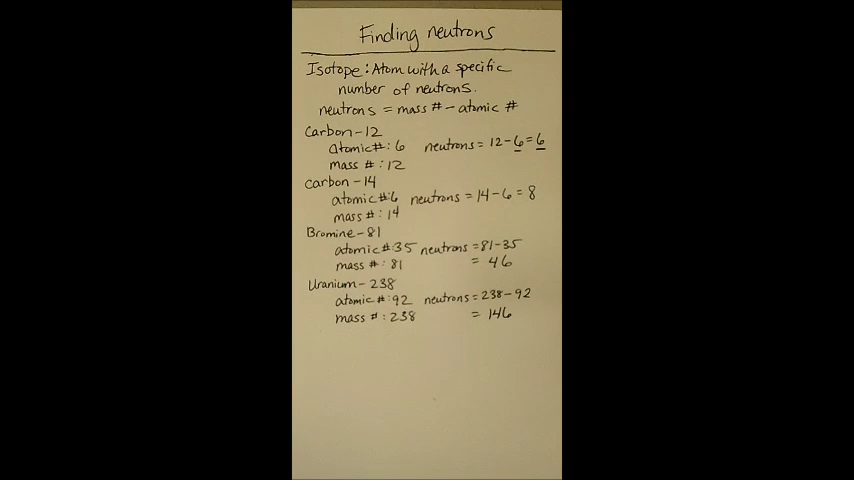 Finding neutrons
Isotope: Atom with a specific
number of neutrons.
neutrons = mass # - atomic #
Carbon-12
atomic #: 6 neutrons = 12-6 = 6
mass #: 12
Carbon-14
atomic #: 6 neutrons = 14-6 = 8
mass #: 14
Bromine-81
atomic #: 35 neutrons = 81-35
mass #: 81 = 46
Uranium-238
atomic #: 92 neutrons = 238-92
mass #: 238 = 146